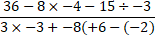 36 − 8 × −4 − 15 ÷ −3
3 × −3 + −8(+6 − (−2)